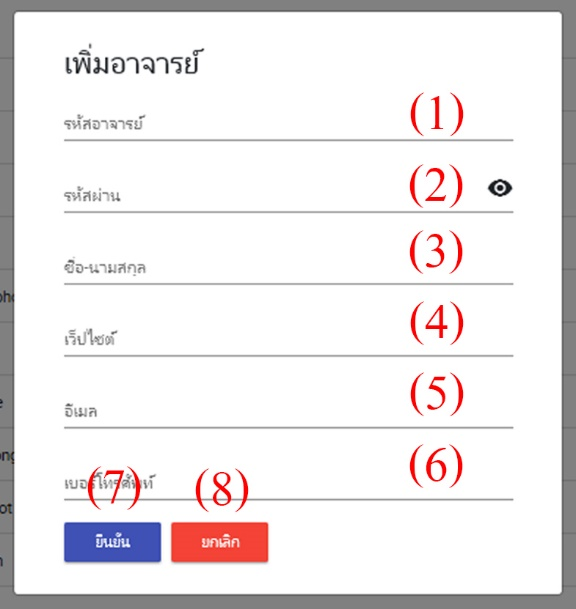 เพิ่มอาจารย์
รหัสอาจารย์ (1)
รหัสผ่าน (2)
ชื่อ-นามสกุล (3)
เว็ปไซต์ (4)
อีเมล (5)
เบอร์โทรศัพท์ (6)
(7) (8)
ยืนยัน ยกเลิก